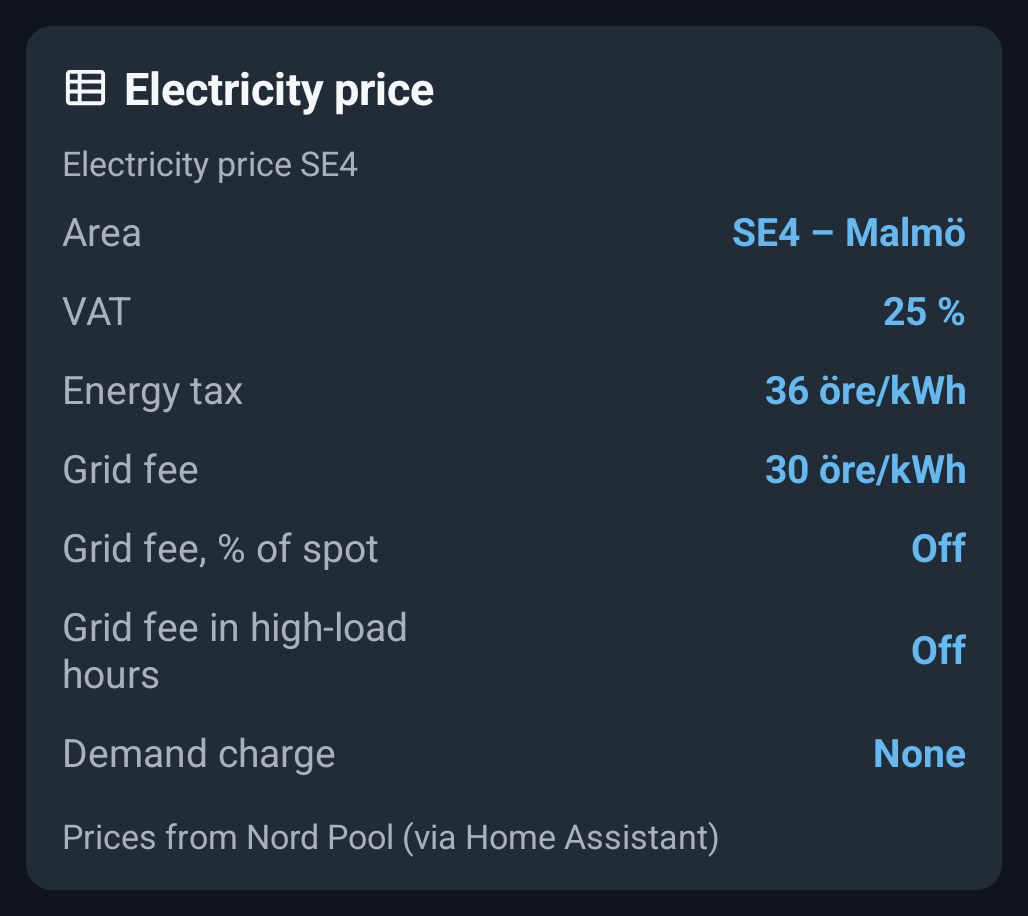 Electricity price
Electricity price SE4
Area SE4 – Malmö
VAT 25 %
Energy tax 36 öre/kWh
Grid fee 30 öre/kWh
Grid fee, % of spot Off
Grid fee in high-load
hours Off
Demand charge None
Prices from Nord Pool (via Home Assistant)